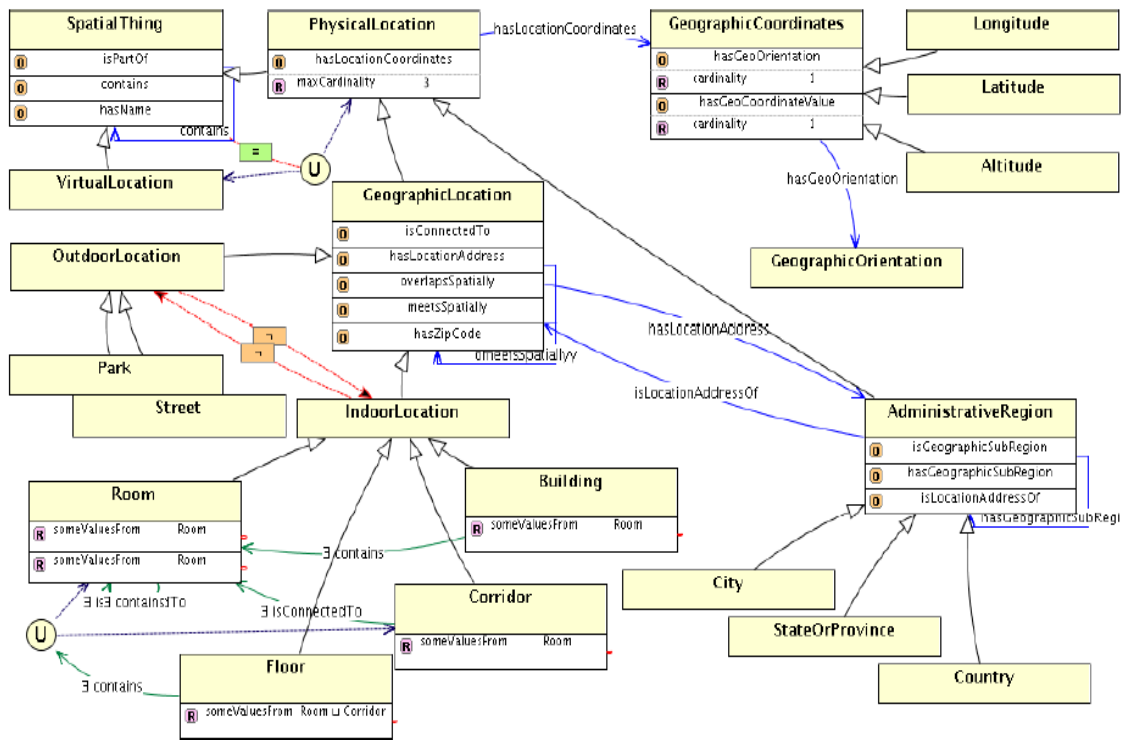 SpatialThing
O isPartOf
O contains
O hasName
PhysicalLocation
O hasLocationCoordinates
R maxCardinality 3
hasLocationCoordinates
GeographicCoordinates
O hasGeoOrientation
R cardinality 1
O hasGeoCoordinateValue
R cardinality 1
Longitude
Latitude
Altitude
contains
=
U
VirtualLocation
hasGeoOrientation
GeographicOrientation
GeographicLocation
O isConnectedTo
O hasLocationAddress
O overlapsSpatially
O meetsSpatially
O hasZipCode
OutdoorLocation
¬
¬
Park
Street
hasLocationAddress
isLocationAddressOf
IndoorLocation
AdministrativeRegion
O isGeographicSubRegion
O hasGeographicSubRegion
O isLocationAddressOf
hasGeographicSubRegi
Room
R someValuesFrom Room
R someValuesFrom Room
Building
R someValuesFrom Room
∃ contains
∃ isConnectedTo
Corridor
R someValuesFrom Room
U
∃ contains
Floor
R someValuesFrom Room ⊔ Corridor
City
StateOrProvince
Country